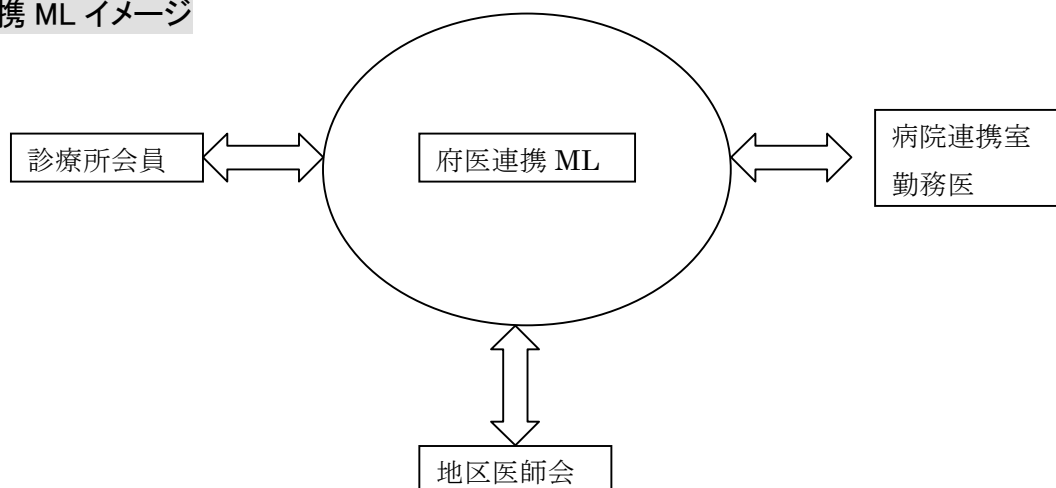 携 ML イメージ
診療所会員
府医連携 ML
病院連携室
勤務医
地区医師会